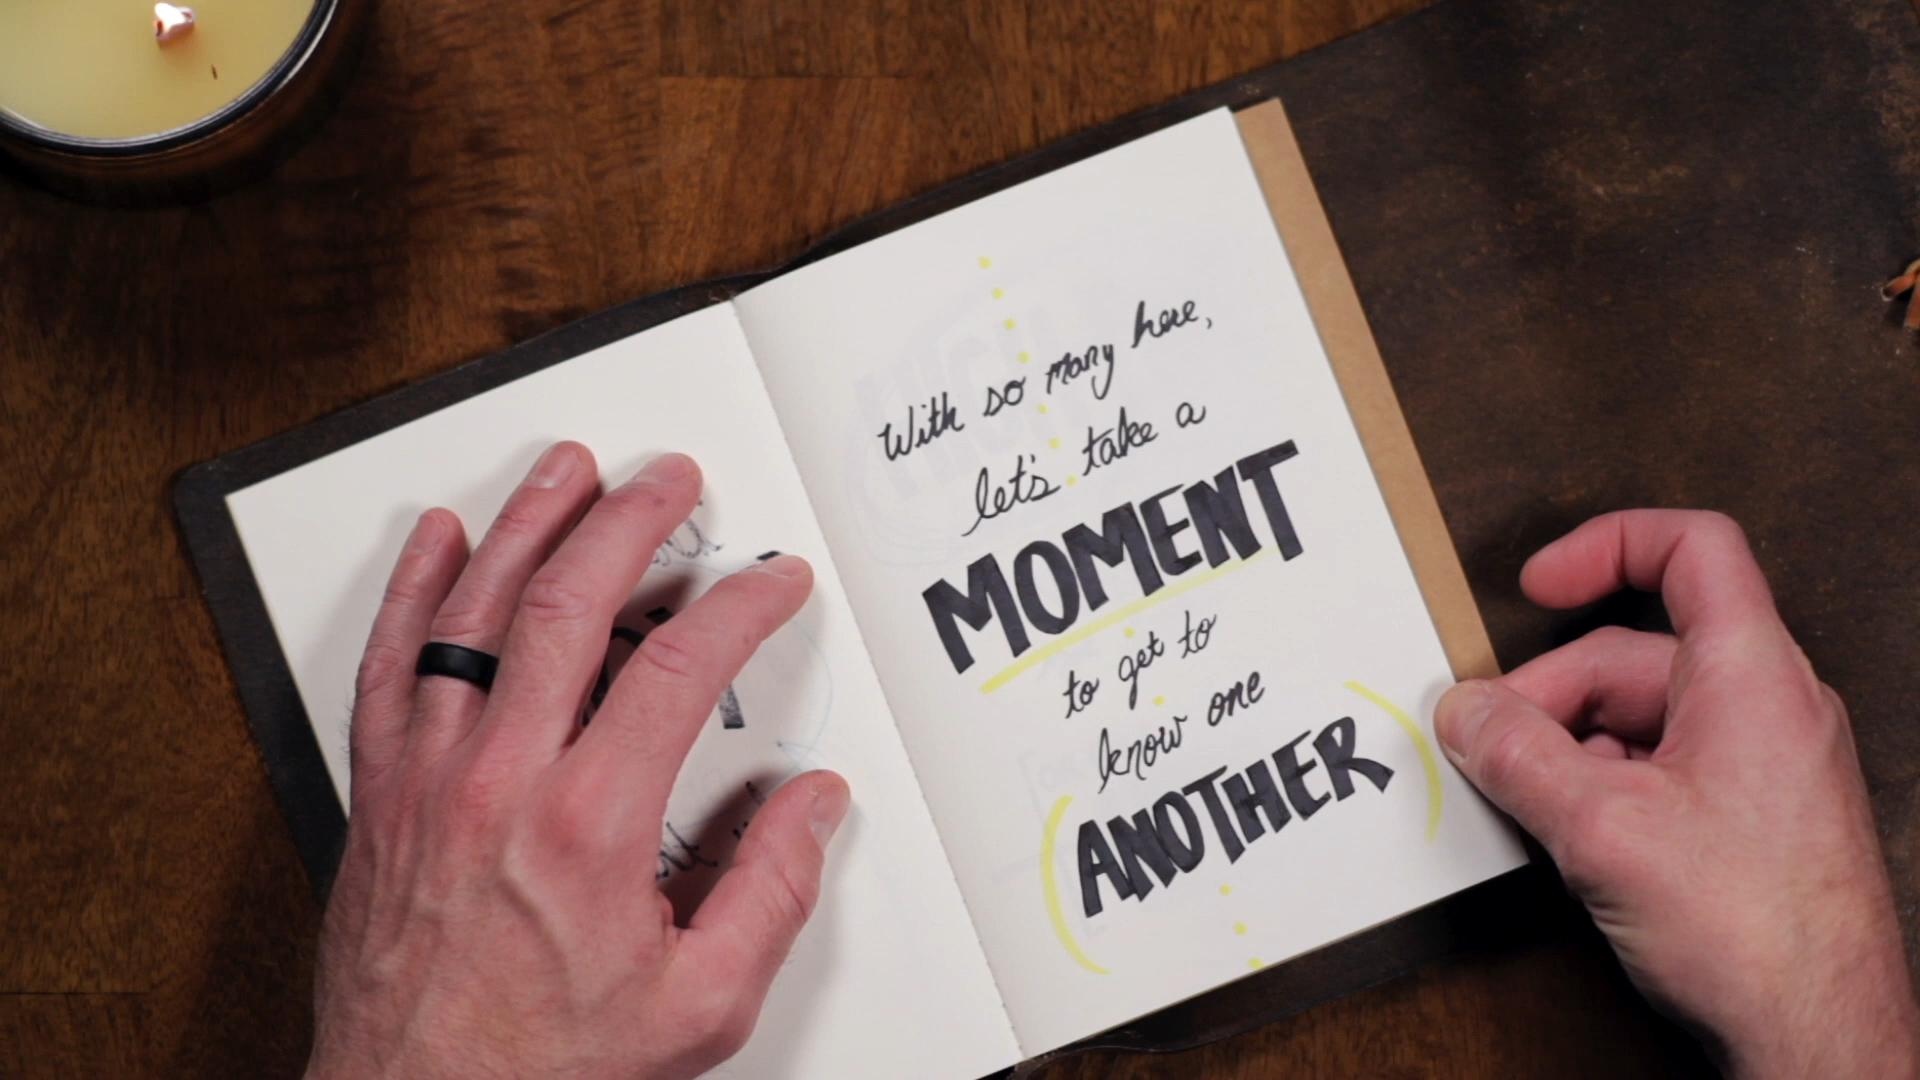 With so many here,
let's take a
MOMENT
to get to
know one
(ANOTHER)